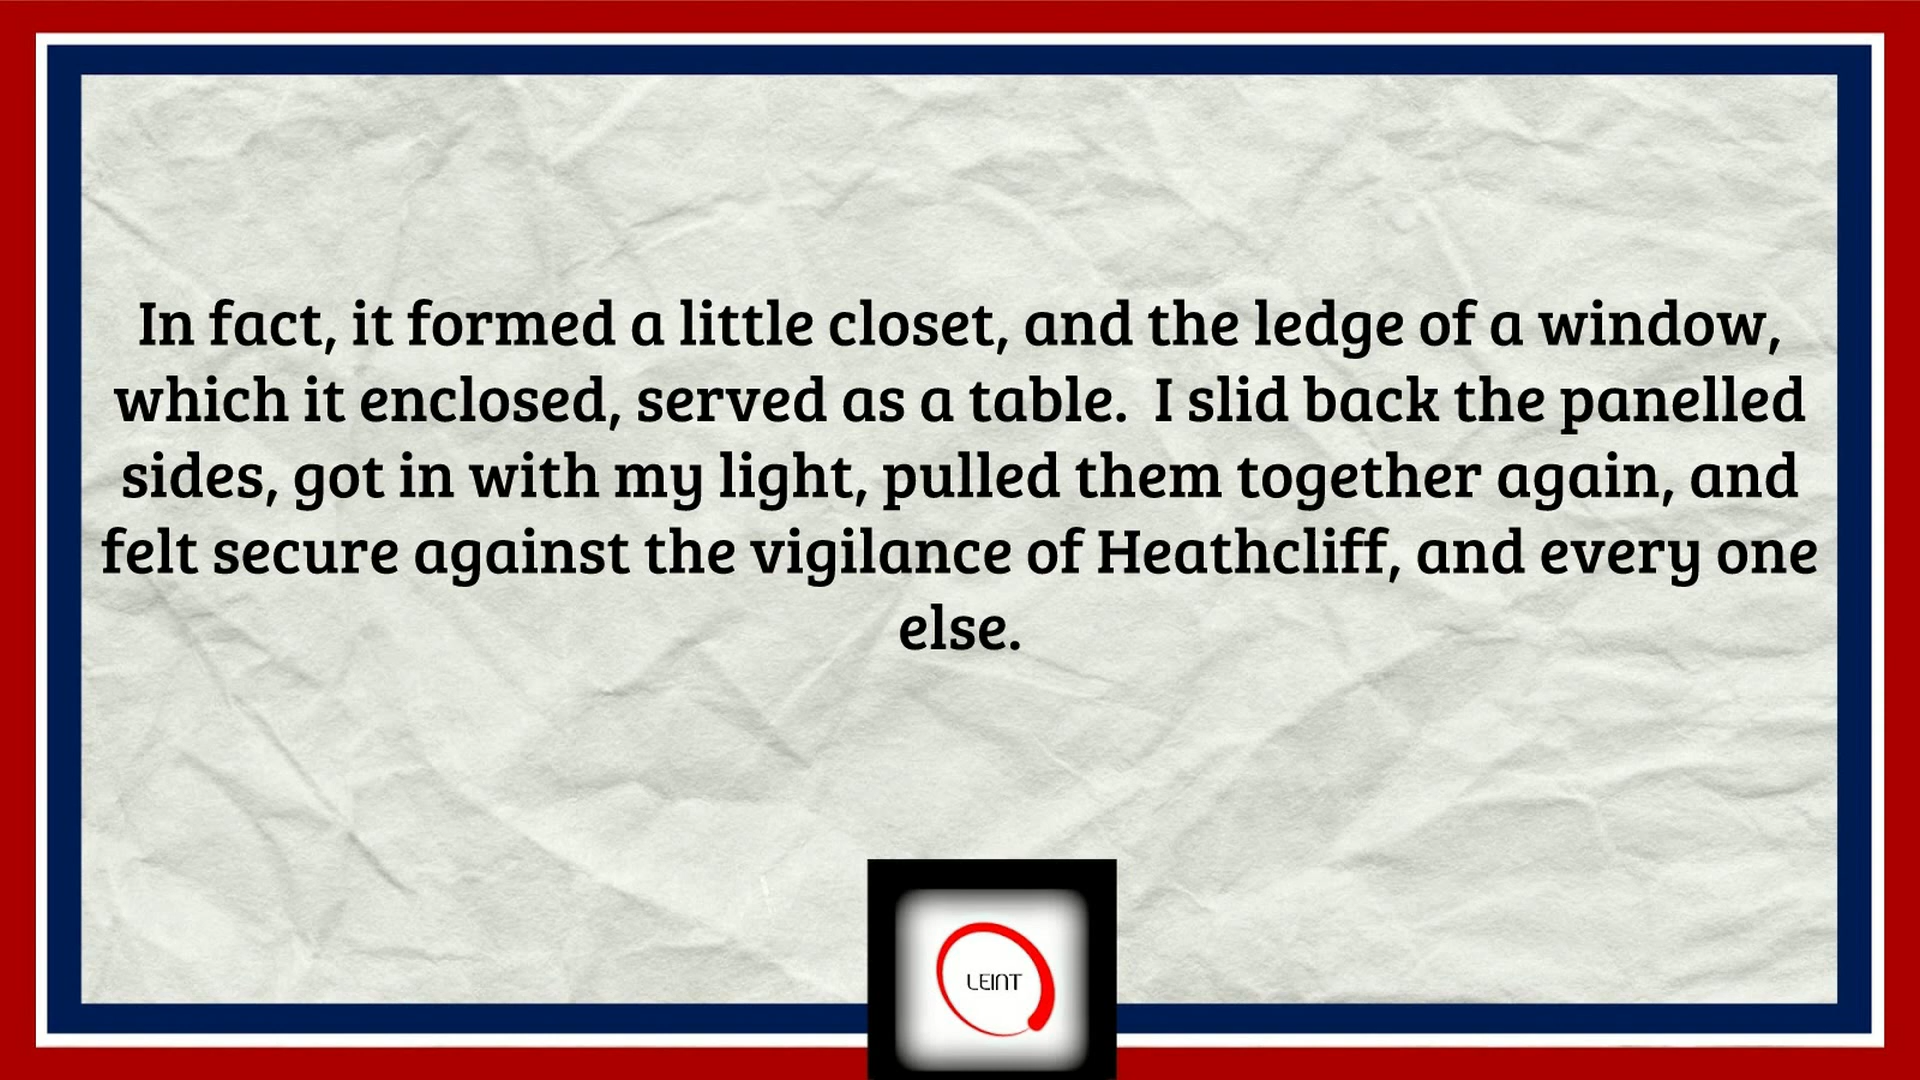 In fact, it formed a little closet, and the ledge of a window,
which it enclosed, served as a table.  I slid back the panelled
sides, got in with my light, pulled them together again, and
felt secure against the vigilance of Heathcliff, and every one
else.
LEINT